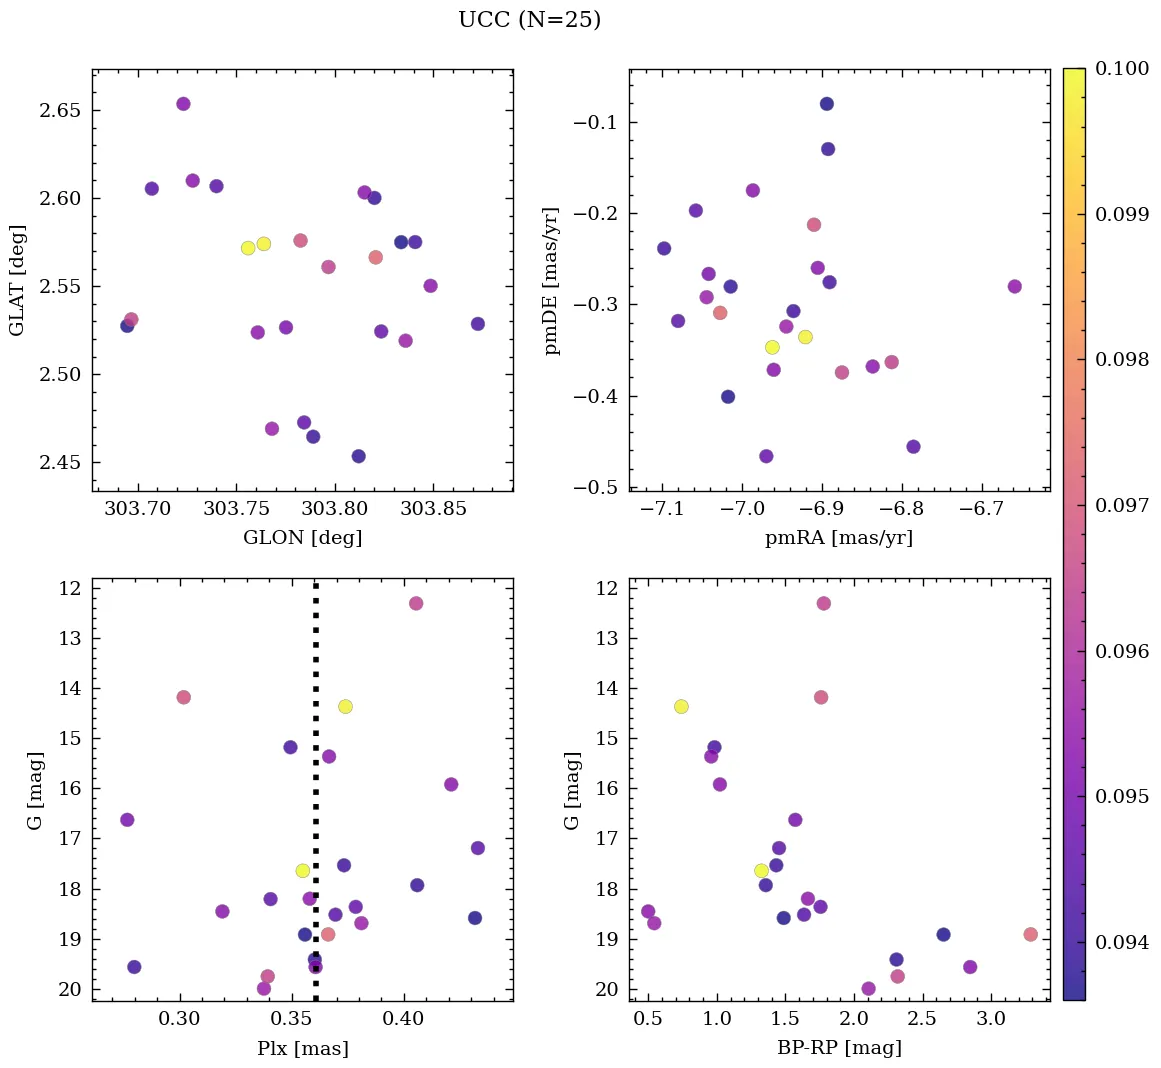 UCC (N=25)
2.65
2.60
2.55
2.50
2.45
GLAT [deg]
303.70 303.75 303.80 303.85
GLON [deg]
−0.1
−0.2
−0.3
−0.4
−0.5
pmDE [mas/yr]
−7.1 −7.0 −6.9 −6.8 −6.7
pmRA [mas/yr]
12
13
14
15
16
17
18
19
20
G [mag]
0.30 0.35 0.40
Plx [mas]
12
13
14
15
16
17
18
19
20
G [mag]
0.5 1.0 1.5 2.0 2.5 3.0
BP-RP [mag]
0.100
0.099
0.098
0.097
0.096
0.095
0.094